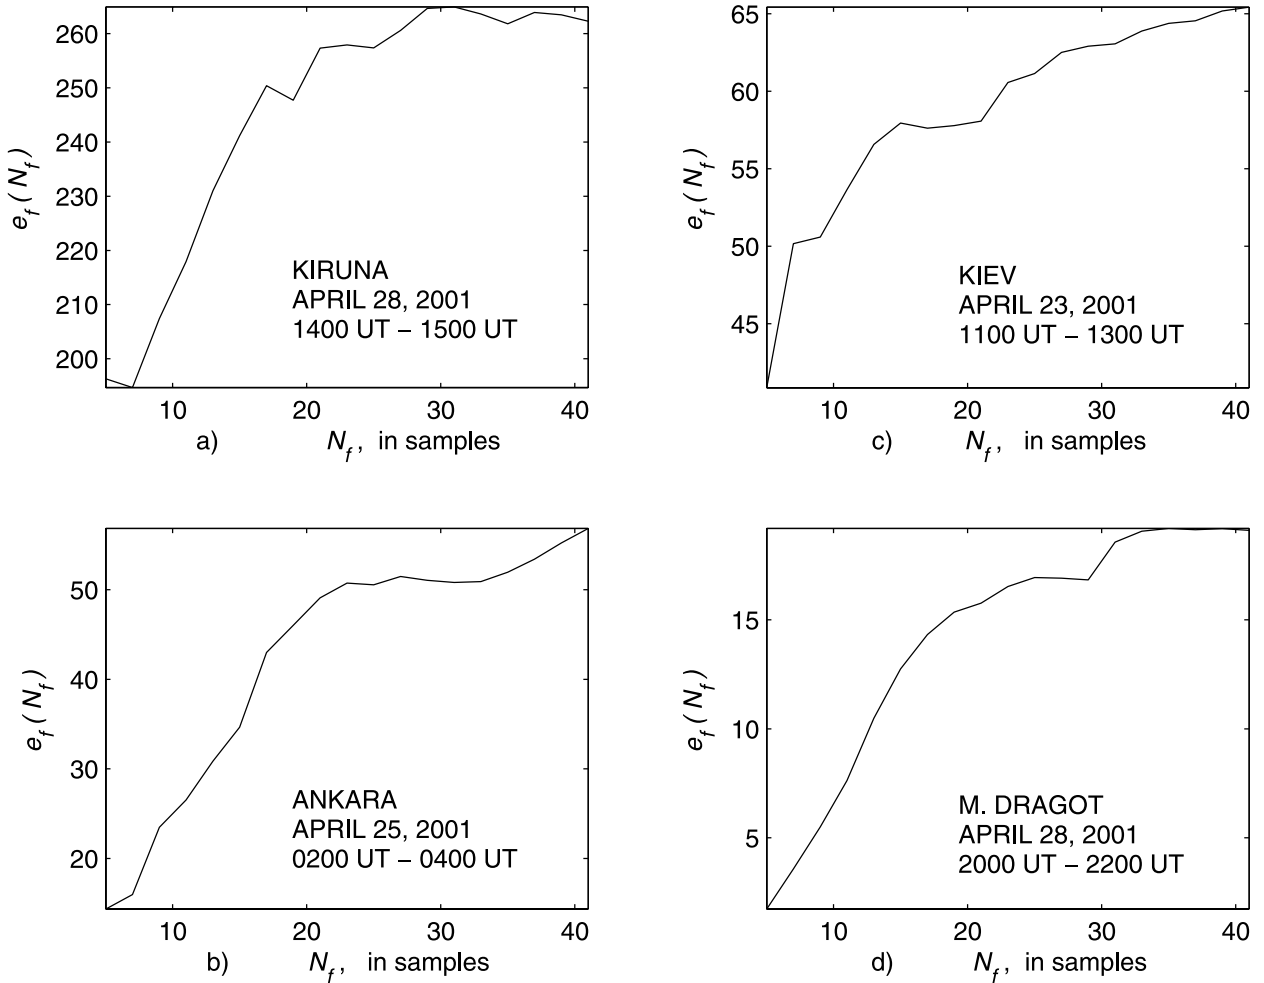 260
250
240
230
220
210
200
e_f ( N_f )
KIRUNA
APRIL 28, 2001
1400 UT – 1500 UT
10 20 30 40
a) N_f , in samples
65
60
55
50
45
e_f ( N_f )
KIEV
APRIL 23, 2001
1100 UT – 1300 UT
10 20 30 40
c) N_f , in samples
50
40
30
20
e_f ( N_f )
ANKARA
APRIL 25, 2001
0200 UT – 0400 UT
10 20 30 40
b) N_f , in samples
15
10
5
e_f ( N_f )
M. DRAGOT
APRIL 28, 2001
2000 UT – 2200 UT
10 20 30 40
d) N_f , in samples